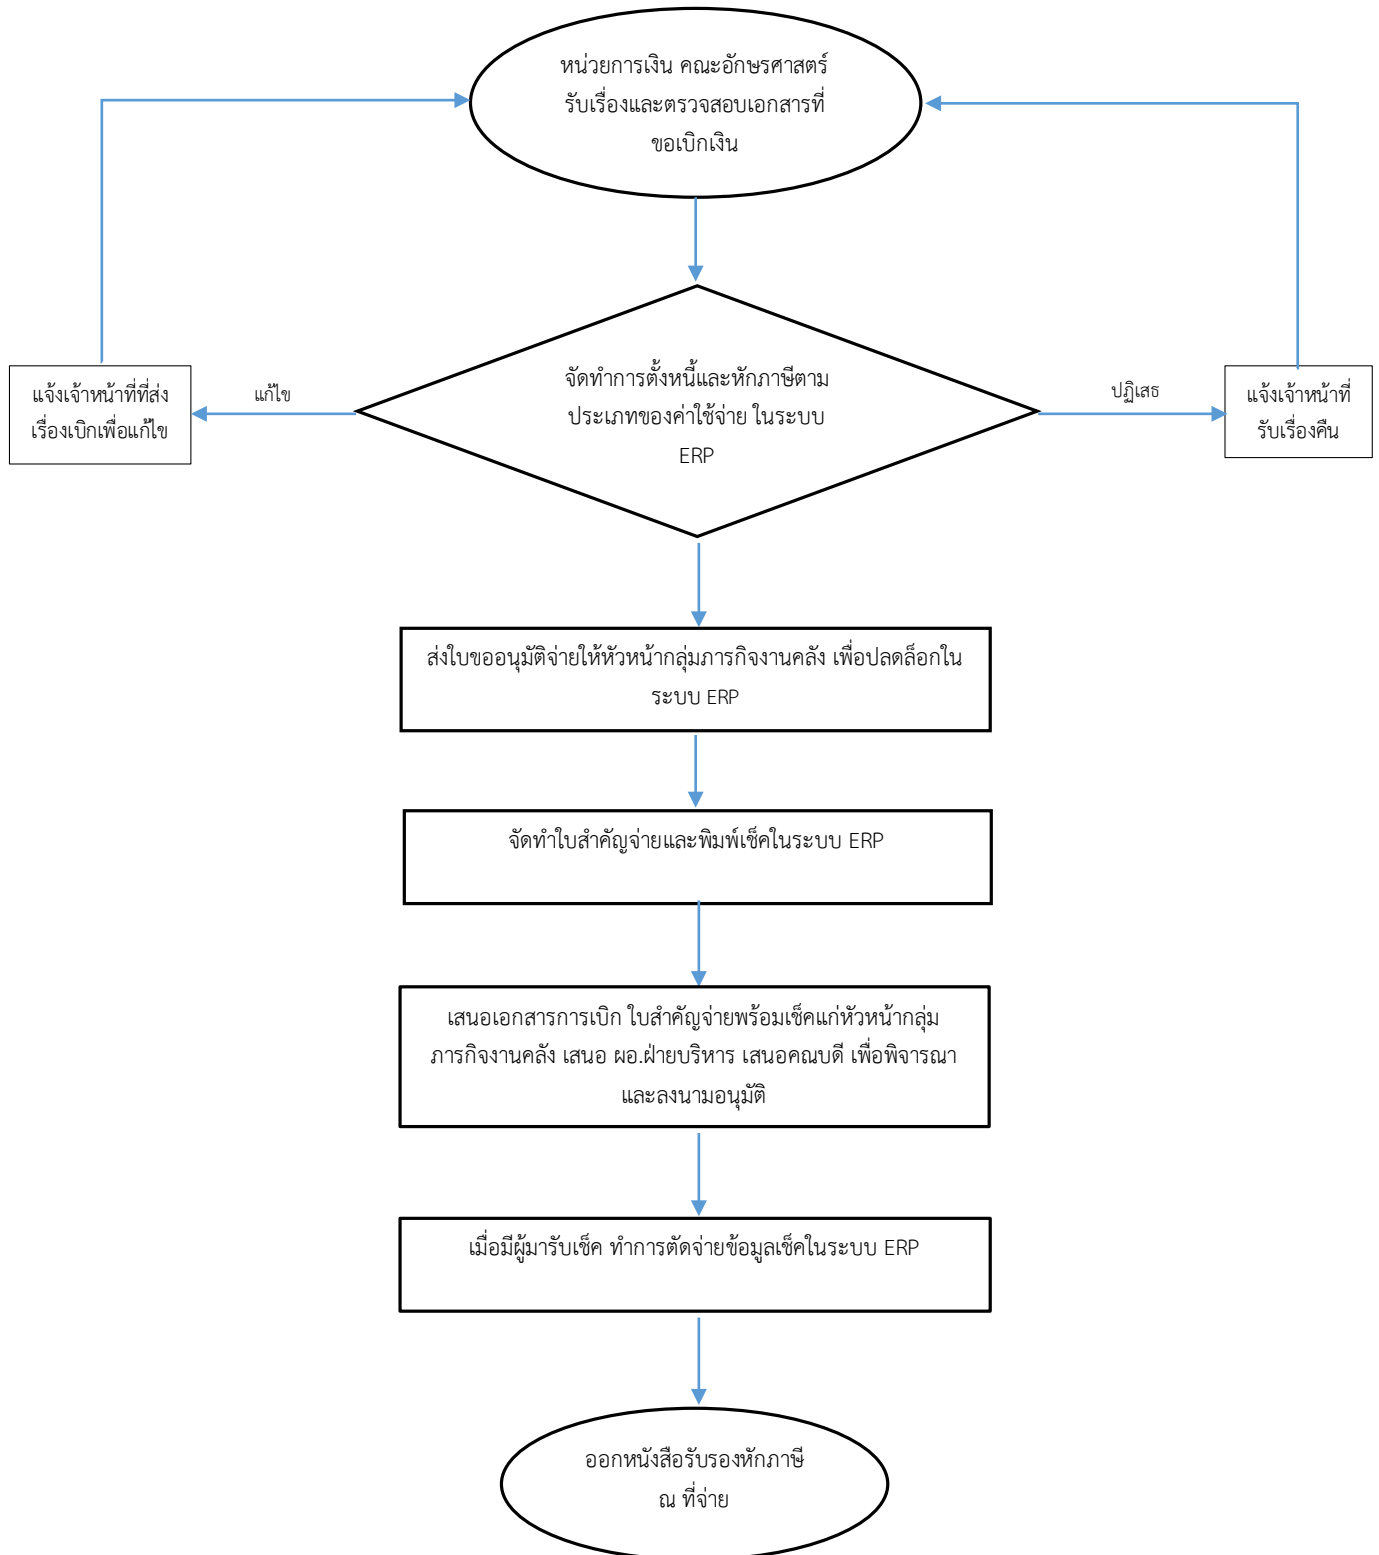 หน่วยการเงิน คณะอักษรศาสตร์
รับเรื่องและตรวจสอบเอกสารที่
ขอเบิกเงิน
จัดทำการตั้งหนี้และหักภาษีตาม
ประเภทของค่าใช้จ่าย ในระบบ
ERP
แก้ไข
แจ้งเจ้าหน้าที่ที่ส่ง
เรื่องเบิกเพื่อแก้ไข
ปฏิเสธ
แจ้งเจ้าหน้าที่
รับเรื่องคืน
ส่งใบขออนุมัติจ่ายให้หัวหน้ากลุ่มภารกิจงานคลัง เพื่อปลดล็อกใน
ระบบ ERP
จัดทำใบสำคัญจ่ายและพิมพ์เช็คในระบบ ERP
เสนอเอกสารการเบิก ใบสำคัญจ่ายพร้อมเช็คแก่หัวหน้ากลุ่ม
ภารกิจงานคลัง เสนอ ผอ.ฝ่ายบริหาร เสนอคณบดี เพื่อพิจารณา
และลงนามอนุมัติ
เมื่อมีผู้มารับเช็ค ทำการตัดจ่ายข้อมูลเช็คในระบบ ERP
ออกหนังสือรับรองหักภาษี
ณ ที่จ่าย